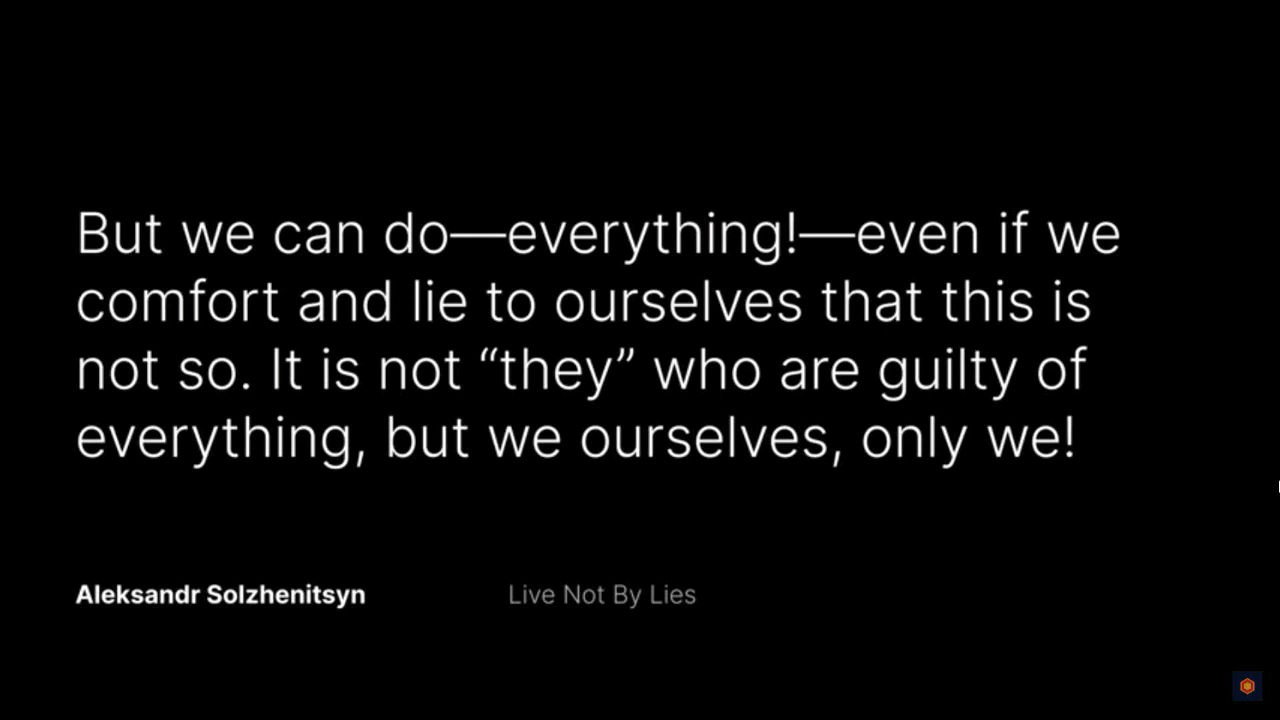 But we can do—everything!—even if we
comfort and lie to ourselves that this is
not so. It is not “they” who are guilty of
everything, but we ourselves, only we!
Aleksandr Solzhenitsyn
Live Not By Lies